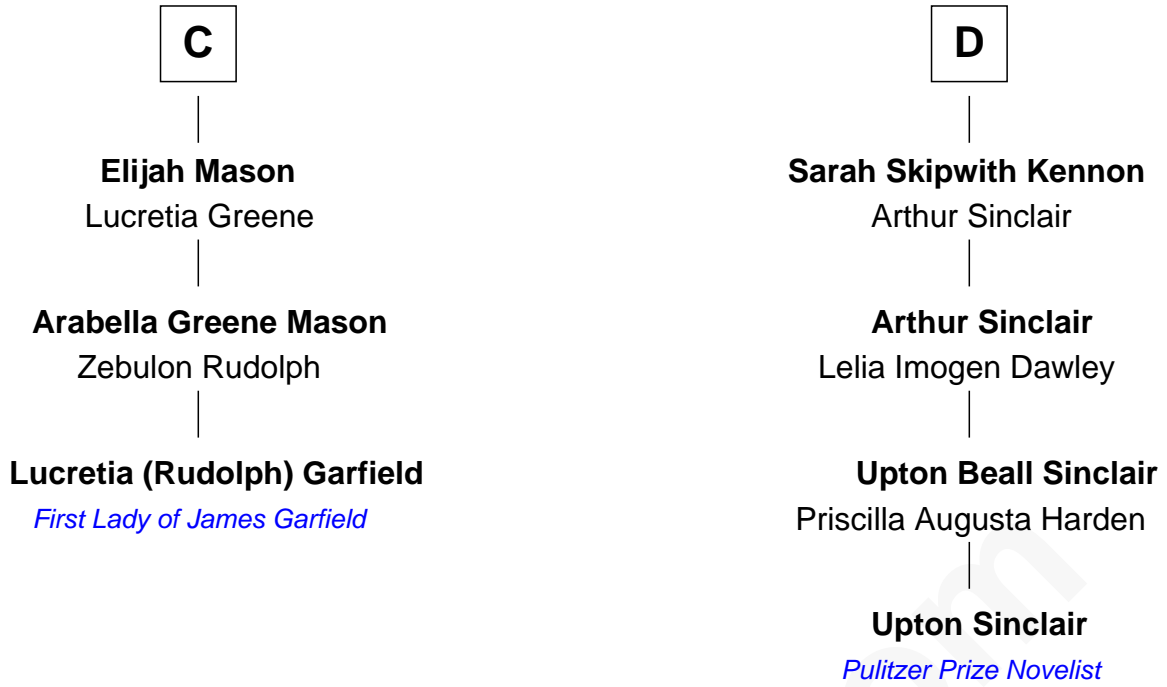 C
Elijah Mason
Lucretia Greene
Arabella Greene Mason
Zebulon Rudolph
Lucretia (Rudolph) Garfield
First Lady of James Garfield
D
Sarah Skipwith Kennon
Arthur Sinclair
Arthur Sinclair
Lelia Imogen Dawley
Upton Beall Sinclair
Priscilla Augusta Harden
Upton Sinclair
Pulitzer Prize Novelist